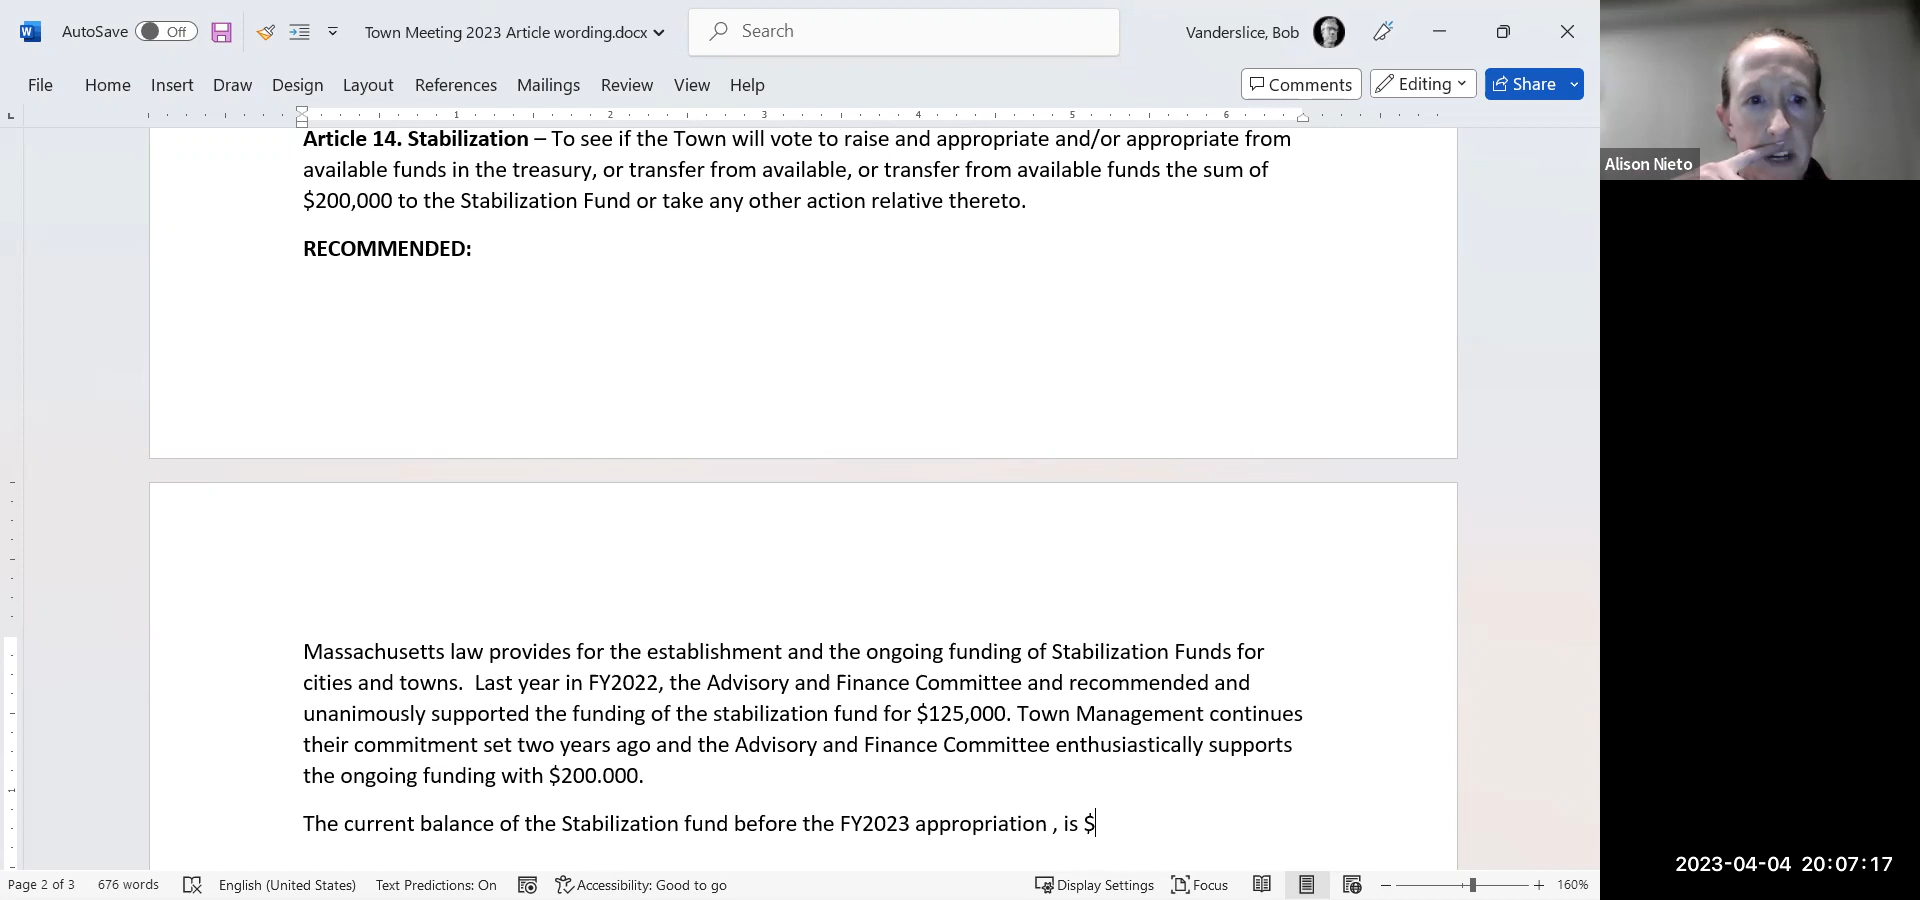 AutoSave Off Town Meeting 2023 Article wording.docx Search Vanderslice, Bob
File Home Insert Draw Design Layout References Mailings Review View Help Comments Editing Share
1 2 3 4 5 6
Article 14. Stabilization – To see if the Town will vote to raise and appropriate and/or appropriate from
available funds in the treasury, or transfer from available, or transfer from available funds the sum of
$200,000 to the Stabilization Fund or take any other action relative thereto.
RECOMMENDED:
Massachusetts law provides for the establishment and the ongoing funding of Stabilization Funds for
cities and towns.  Last year in FY2022, the Advisory and Finance Committee and recommended and
unanimously supported the funding of the stabilization fund for $125,000. Town Management continues
their commitment set two years ago and the Advisory and Finance Committee enthusiastically supports
the ongoing funding with $200.000.
The current balance of the Stabilization fund before the FY2023 appropriation , is $
1
Page 2 of 3 676 words English (United States) Text Predictions: On Accessibility: Good to go Display Settings Focus 160%
Alison Nieto
2023-04-04 20:07:17